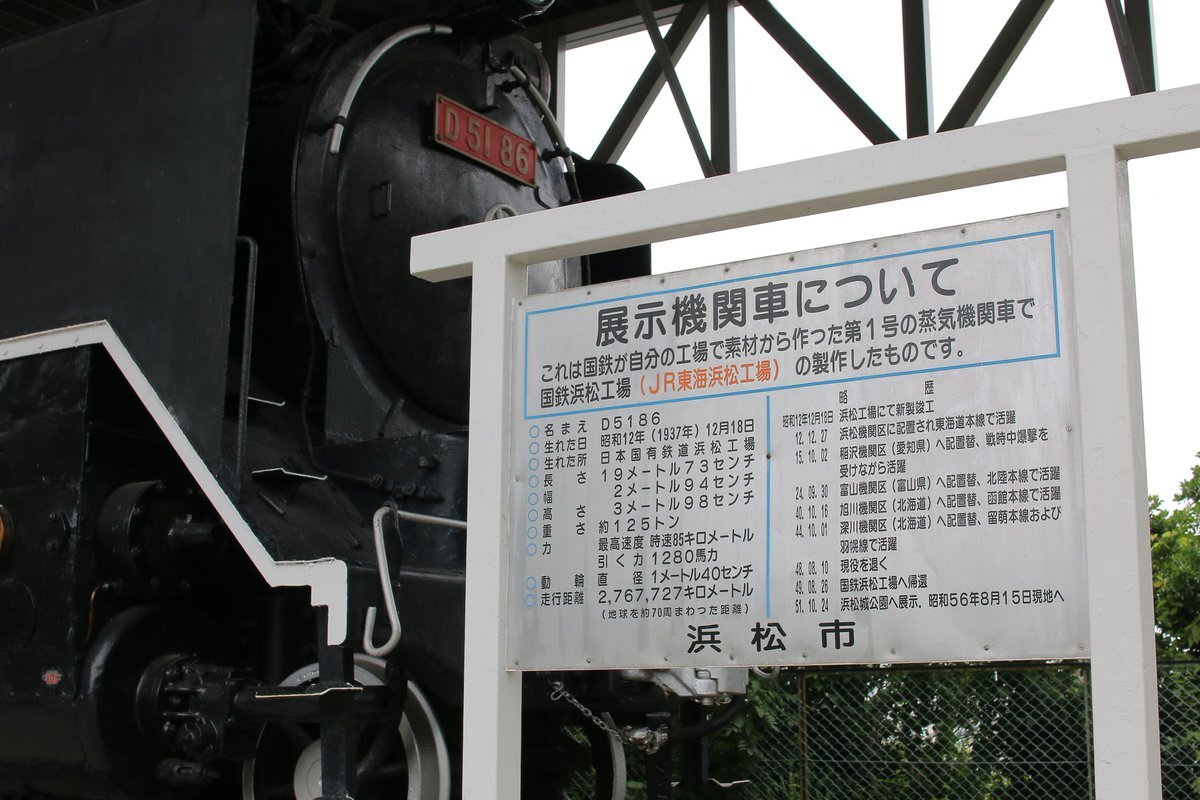 D51 86
展示機関車について
これは国鉄が自分の工場で素材から作った第1号の蒸気機関車で
国鉄浜松工場(JR東海浜松工場)の製作したものです。
○名まえ D5186
○生れた日 昭和12年(1937年)12月18日
○生れた所 日本国有鉄道浜松工場
○長さ 19メートル73センチ
○幅 2メートル94センチ
○高さ 3メートル98センチ
○重さ 約125トン
○力 最高速度 時速85キロメートル
引く力 1280馬力
○動輪 直径 1メートル40センチ
○走行距離 2,767,727キロメートル
(地球を約70周まわつた距離)
略歴
昭和12年12月18日 浜松工場にて新製竣工
12.12.27 浜松機関区に配置され東海道本線で活躍
15.10.02 稲沢機関区(愛知県)へ配置替、戦時中爆撃を
受けながら活躍
24.09.30 富山機関区(富山県)へ配置替、北陸本線で活躍
40.10.16 旭川機関区(北海道)へ配置替、函館本線で活躍
44.10.01 深川機関区(北海道)へ配置替、留萌本線および
羽幌線で活躍
48.08.10 現役を退く
49.08.26 国鉄浜松工場へ帰還
51.10.24 浜松城公園へ展示，昭和56年8月15日現地へ
浜松市